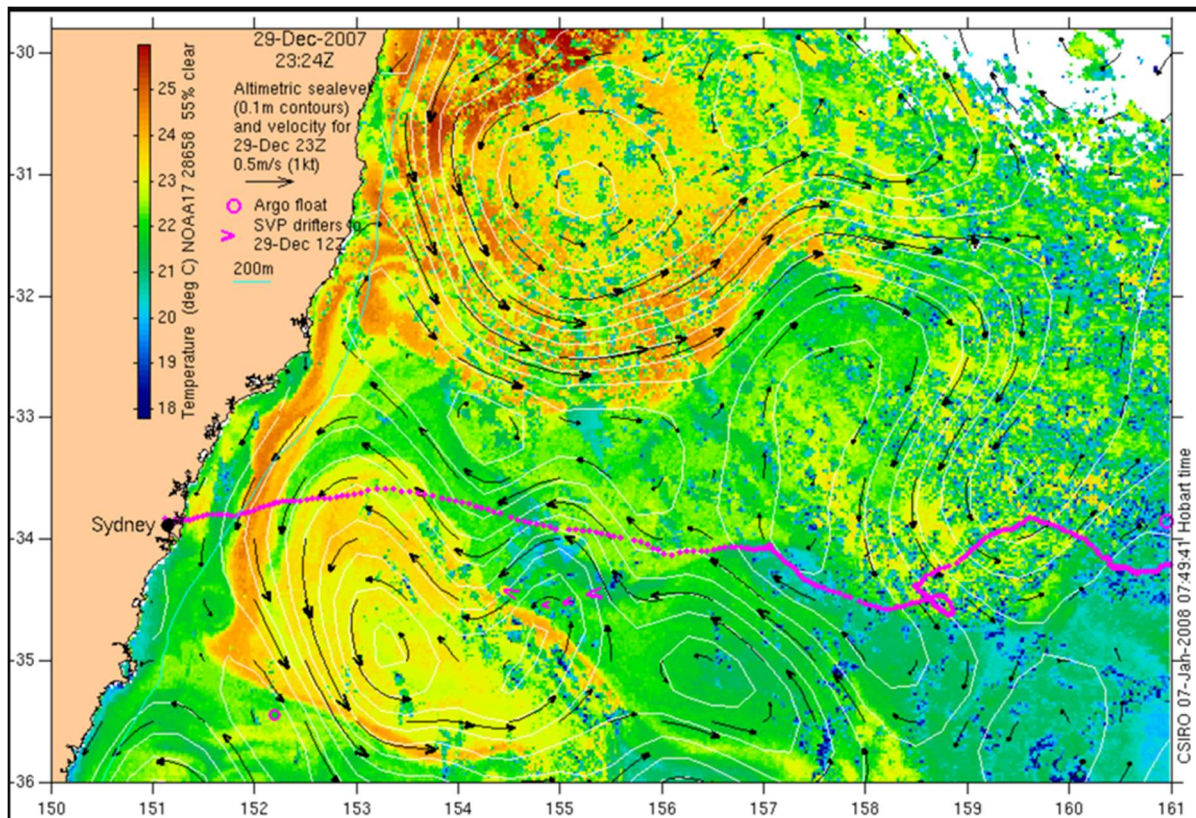 29-Dec-2007
23:24Z
Altimetric sealevel
(0.1m contours)
and velocity for
29-Dec 23Z
0.5m/s (1kt)
Argo float
SVP drifters to
29-Dec 12Z
200m
Temperature (deg C) NOAA17 28658 55% clear
25
24
23
22
21
20
19
18
Sydney
-30
-31
-32
-33
-34
-35
-36
150
151
152
153
154
155
156
157
158
159
160
161
CSIRO 07-Jan-2008 07:49:41 Hobart time